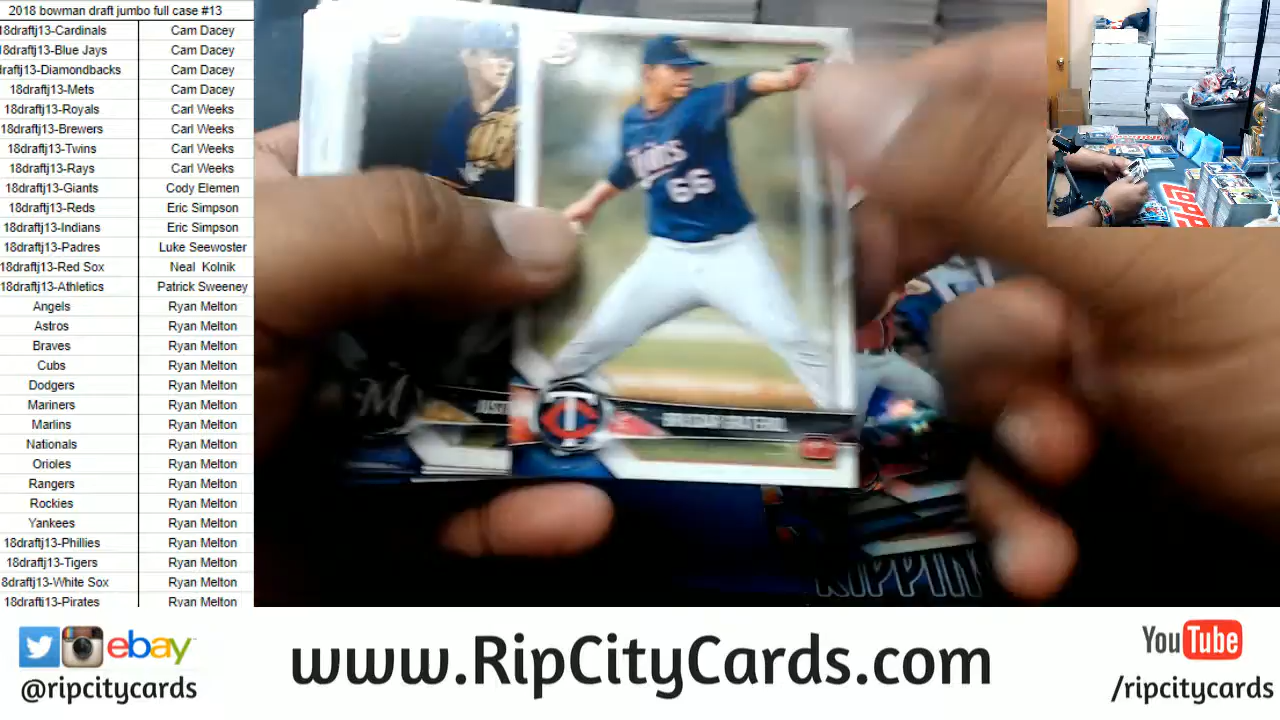 2018 bowman draft jumbo full case #13
18draftj13-Cardinals Cam Dacey
18draftj13-Blue Jays Cam Dacey
draftj13-Diamondbacks Cam Dacey
18draftj13-Mets Cam Dacey
18draftj13-Royals Carl Weeks
18draftj13-Brewers Carl Weeks
18draftj13-Twins Carl Weeks
18draftj13-Rays Carl Weeks
18draftj13-Giants Cody Elemen
18draftj13-Reds Eric Simpson
18draftj13-Indians Eric Simpson
18draftj13-Padres Luke Seewoster
18draftj13-Red Sox Neal Kolnik
18draftj13-Athletics Patrick Sweeney
Angels Ryan Melton
Astros Ryan Melton
Braves Ryan Melton
Cubs Ryan Melton
Dodgers Ryan Melton
Mariners Ryan Melton
Marlins Ryan Melton
Nationals Ryan Melton
Orioles Ryan Melton
Rangers Ryan Melton
Rockies Ryan Melton
Yankees Ryan Melton
18draftj13-Phillies Ryan Melton
18draftj13-Tigers Ryan Melton
8draftj13-White Sox Ryan Melton
18draftj13-Pirates Ryan Melton
Twins
66
TC
M
RIPPIN
TOPPS
ebay
@ripcitycards
www.RipCityCards.com
YouTube
/ripcitycards